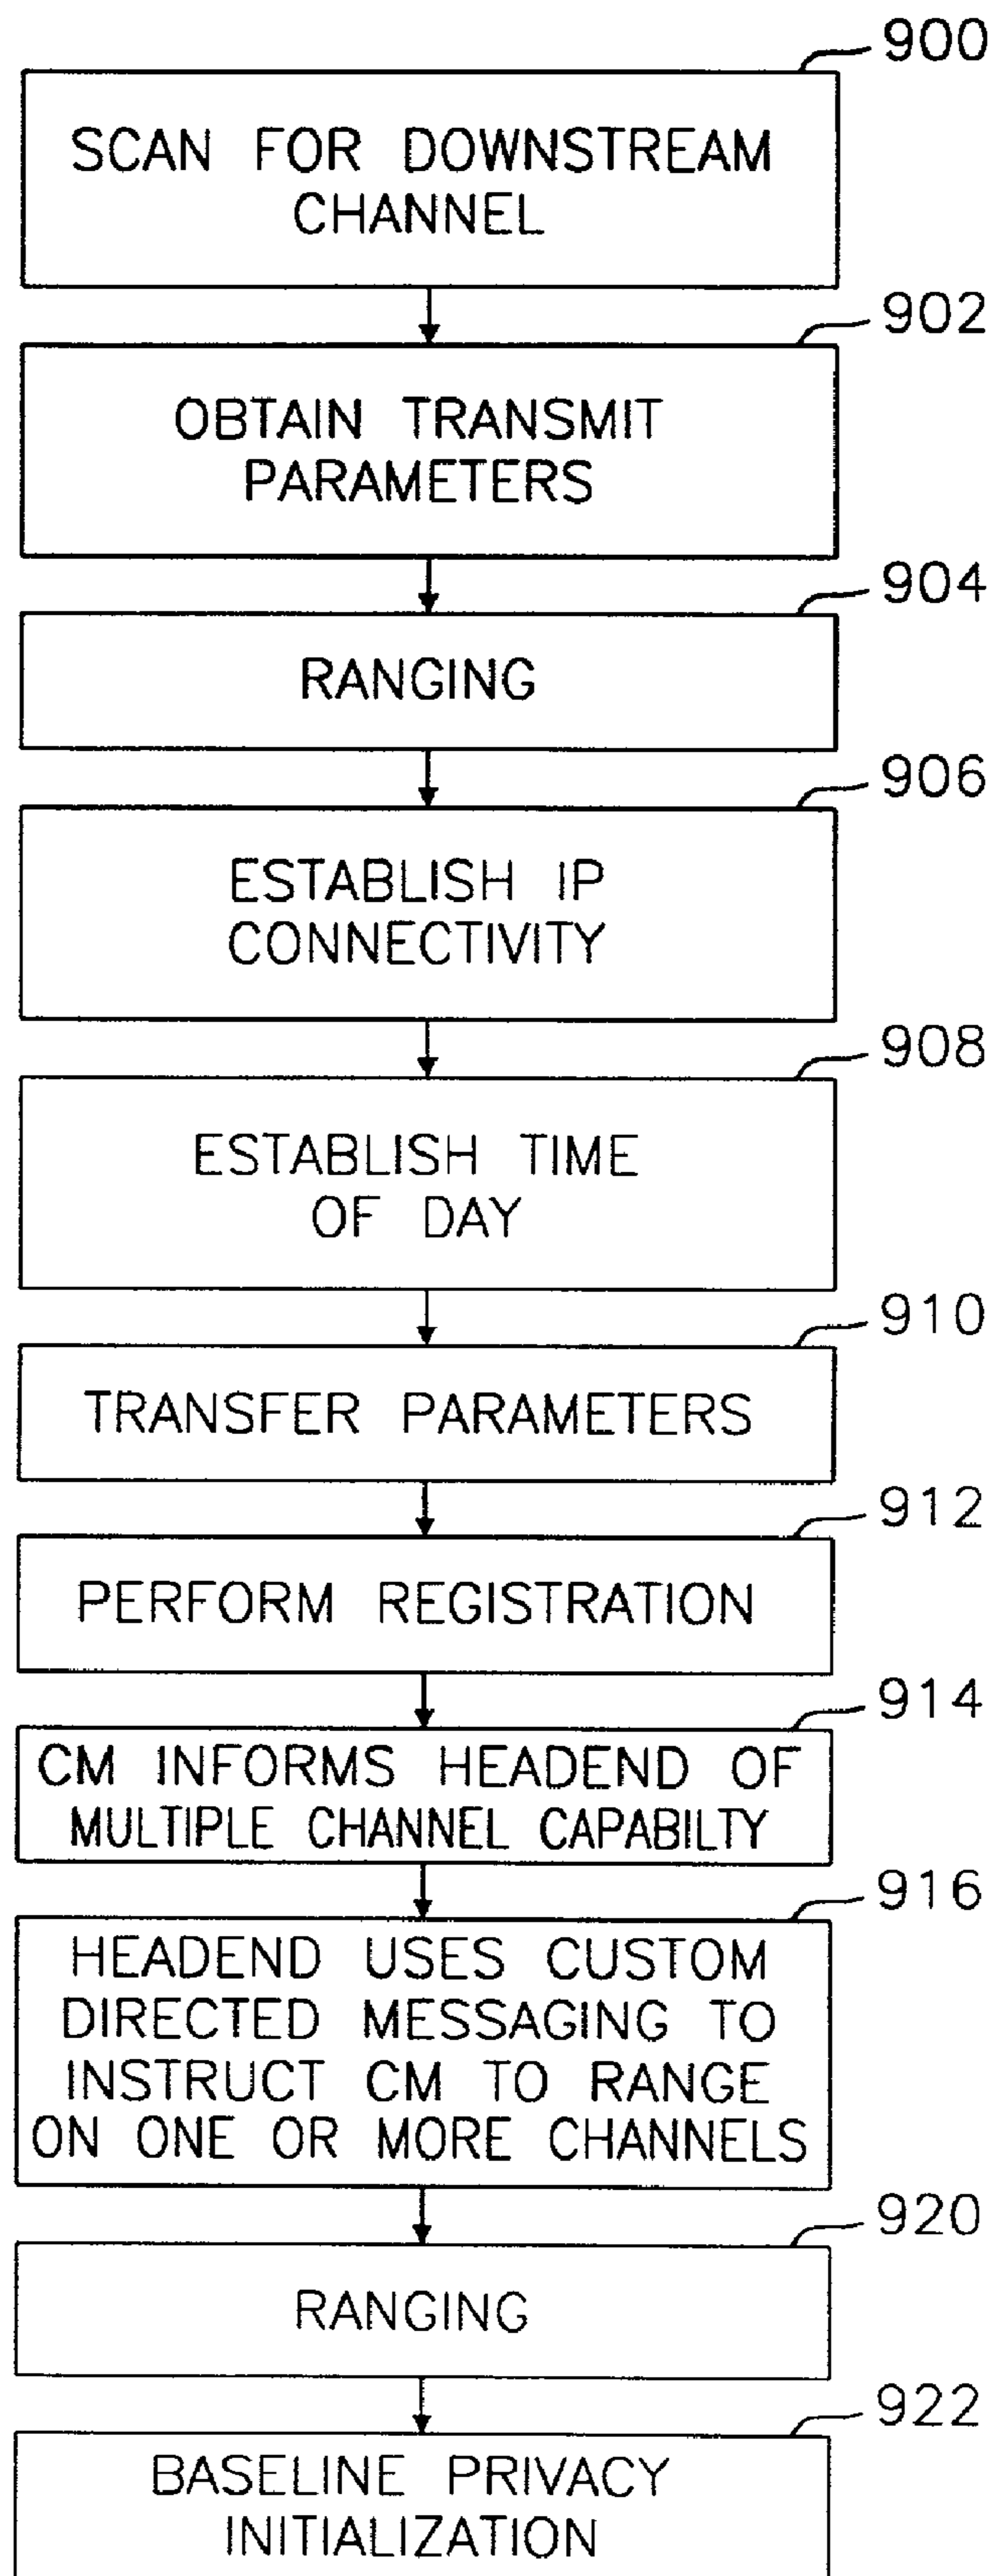 900
SCAN FOR DOWNSTREAM
CHANNEL
902
OBTAIN TRANSMIT
PARAMETERS
904
RANGING
906
ESTABLISH IP
CONNECTIVITY
908
ESTABLISH TIME
OF DAY
910
TRANSFER PARAMETERS
912
PERFORM REGISTRATION
914
CM INFORMS HEADEND OF
MULTIPLE CHANNEL CAPABILTY
916
HEADEND USES CUSTOM
DIRECTED MESSAGING TO
INSTRUCT CM TO RANGE
ON ONE OR MORE CHANNELS
920
RANGING
922
BASELINE PRIVACY
INITIALIZATION